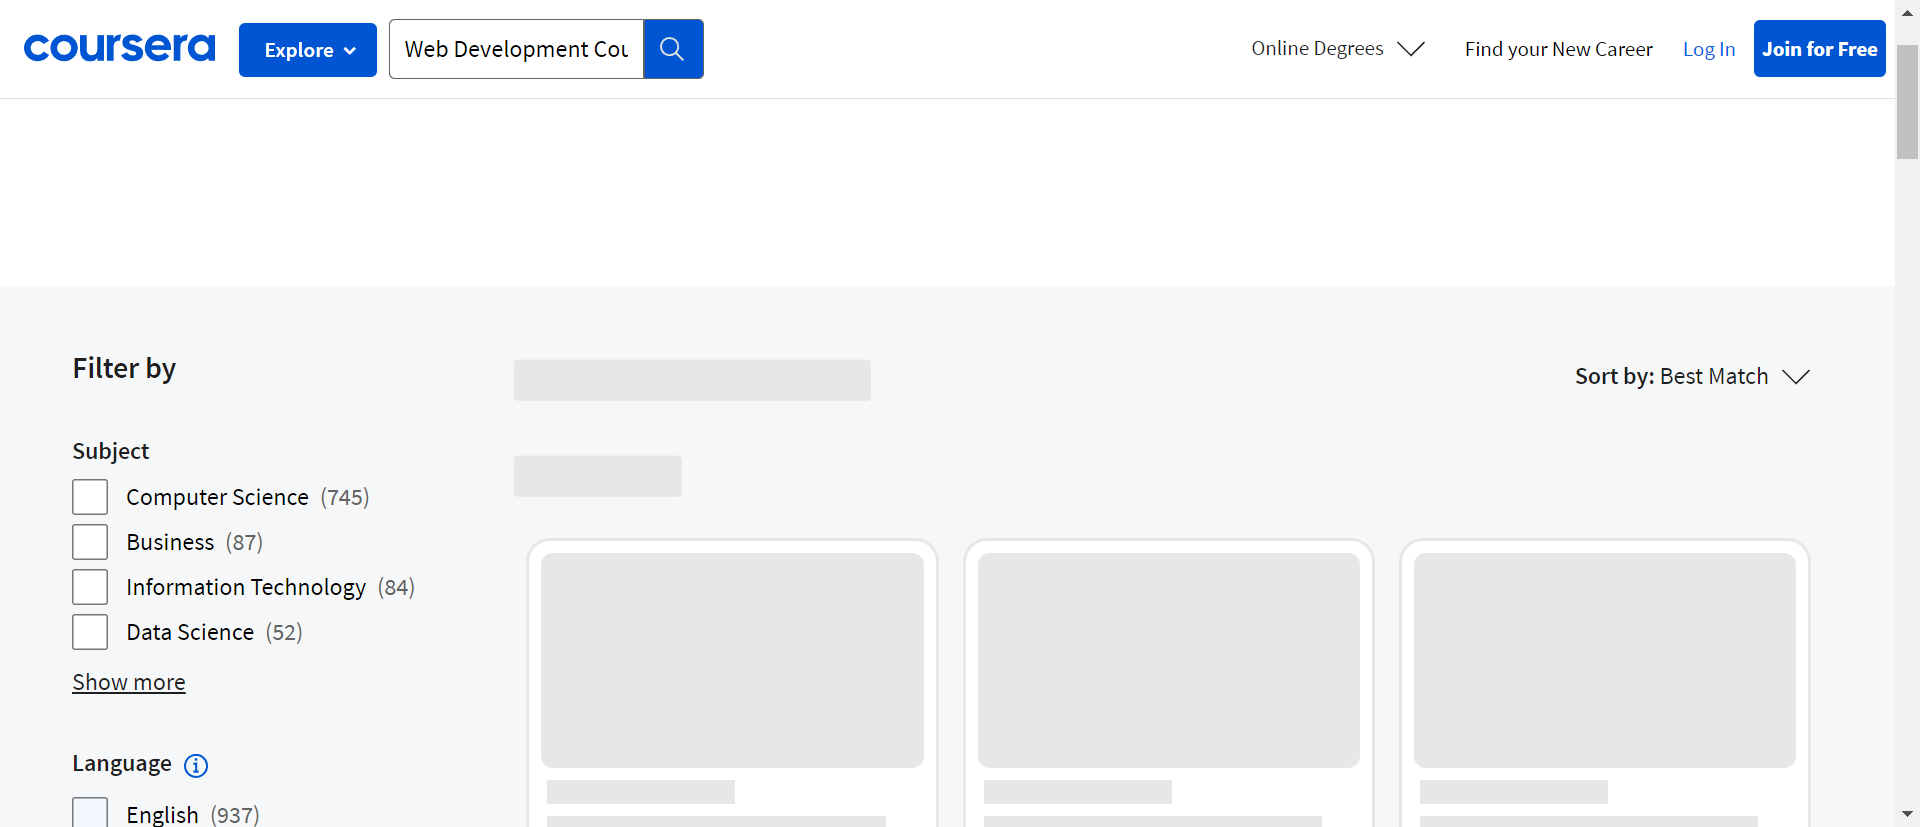 coursera
Explore
Web Development Cou
Online Degrees
Find your New Career
Log In
Join for Free
Filter by
Sort by: Best Match
Subject
Computer Science (745)
Business (87)
Information Technology (84)
Data Science (52)
Show more
Language
English (937)